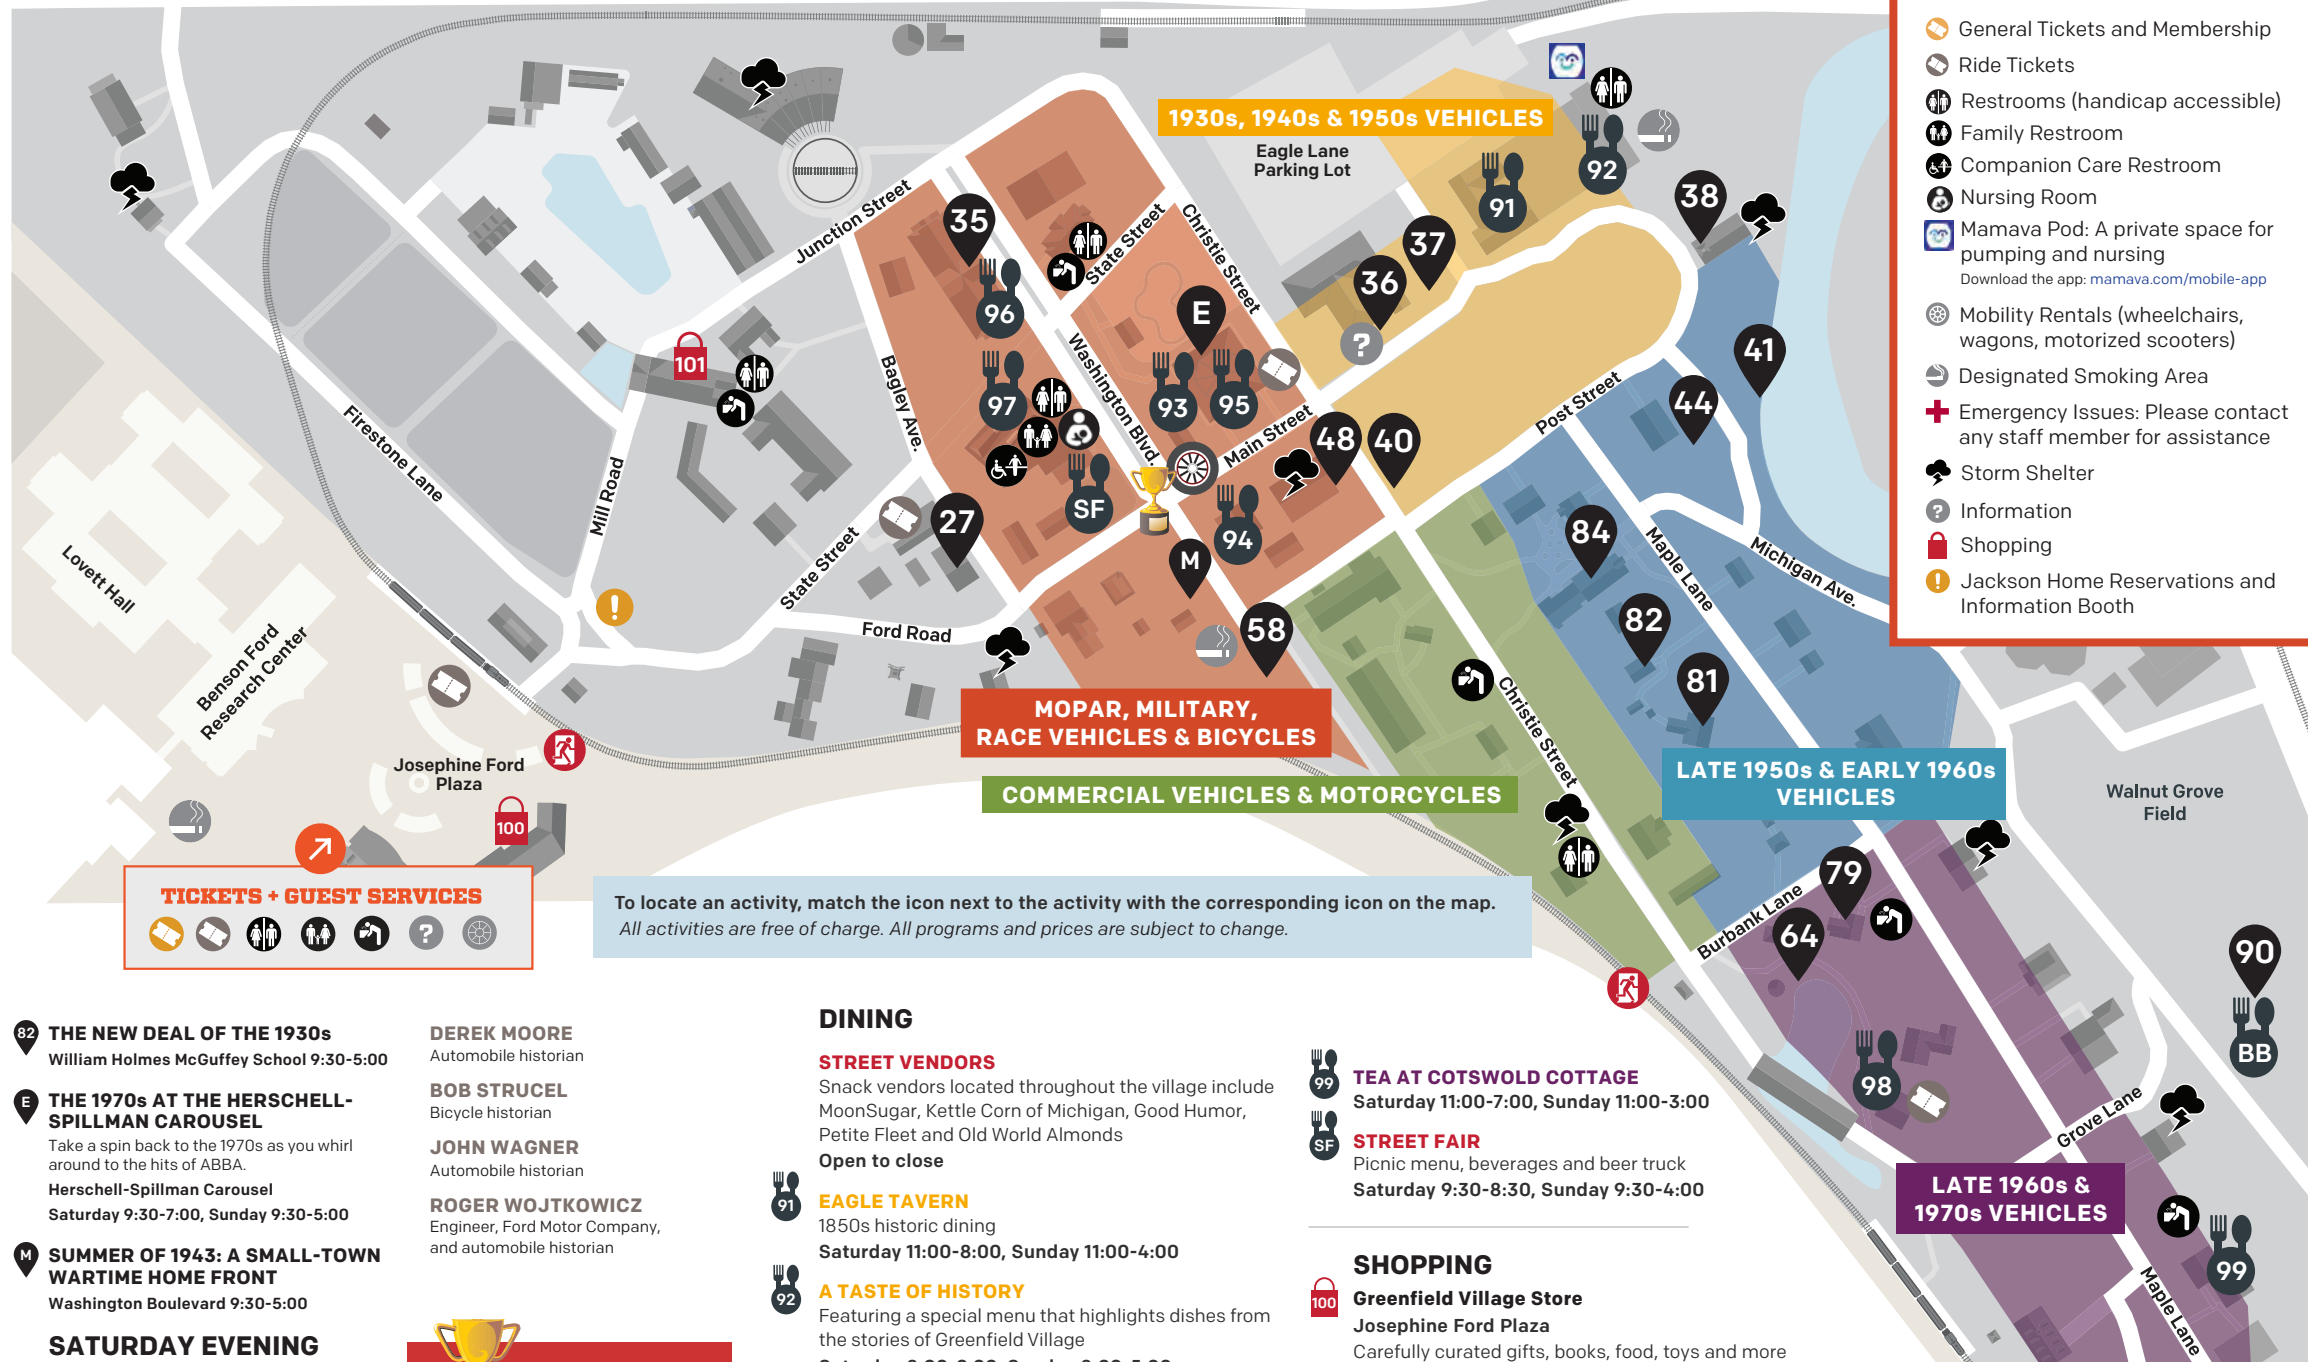 General Tickets and Membership
Ride Tickets
Restrooms (handicap accessible)
Family Restroom
Companion Care Restroom
Nursing Room
Mamava Pod: A private space for
pumping and nursing
Download the app: mamava.com/mobile-app
Mobility Rentals (wheelchairs,
wagons, motorized scooters)
Designated Smoking Area
Emergency Issues: Please contact
any staff member for assistance
Storm Shelter
? Information
Shopping
! Jackson Home Reservations and
Information Booth
1930s, 1940s & 1950s VEHICLES
Eagle Lane
Parking Lot
92
91
38
37
36
?
35
96
E
97
93
95
101
41
44
48
40
SF
94
27
M
58
84
82
81
!
Junction Street
State Street
Christie Street
Washington Blvd.
Bagley Ave.
Main Street
Post Street
Firestone Lane
Mill Road
State Street
Ford Road
Maple Lane
Michigan Ave.
Christie Street
Lovett Hall
Benson Ford
Research Center
Josephine Ford
Plaza
100
MOPAR, MILITARY,
RACE VEHICLES & BICYCLES
COMMERCIAL VEHICLES & MOTORCYCLES
LATE 1950s & EARLY 1960s
VEHICLES
Walnut Grove
Field
79
64
Burbank Lane
90
BB
98
Grove Lane
LATE 1960s &
1970s VEHICLES
99
Maple Lane
TICKETS + GUEST SERVICES
?
To locate an activity, match the icon next to the activity with the corresponding icon on the map.
All activities are free of charge. All programs and prices are subject to change.
82 THE NEW DEAL OF THE 1930s
William Holmes McGuffey School 9:30-5:00
E THE 1970s AT THE HERSCHELL-
SPILLMAN CAROUSEL
Take a spin back to the 1970s as you whirl
around to the hits of ABBA.
Herschell-Spillman Carousel
Saturday 9:30-7:00, Sunday 9:30-5:00
M SUMMER OF 1943: A SMALL-TOWN
WARTIME HOME FRONT
Washington Boulevard 9:30-5:00
SATURDAY EVENING
DEREK MOORE
Automobile historian
BOB STRUCEL
Bicycle historian
JOHN WAGNER
Automobile historian
ROGER WOJTKOWICZ
Engineer, Ford Motor Company,
and automobile historian
DINING
STREET VENDORS
Snack vendors located throughout the village include
MoonSugar, Kettle Corn of Michigan, Good Humor,
Petite Fleet and Old World Almonds
Open to close
91 EAGLE TAVERN
1850s historic dining
Saturday 11:00-8:00, Sunday 11:00-4:00
92 A TASTE OF HISTORY
Featuring a special menu that highlights dishes from
the stories of Greenfield Village
99 TEA AT COTSWOLD COTTAGE
Saturday 11:00-7:00, Sunday 11:00-3:00
SF STREET FAIR
Picnic menu, beverages and beer truck
Saturday 9:30-8:30, Sunday 9:30-4:00
SHOPPING
100 Greenfield Village Store
Josephine Ford Plaza
Carefully curated gifts, books, food, toys and more